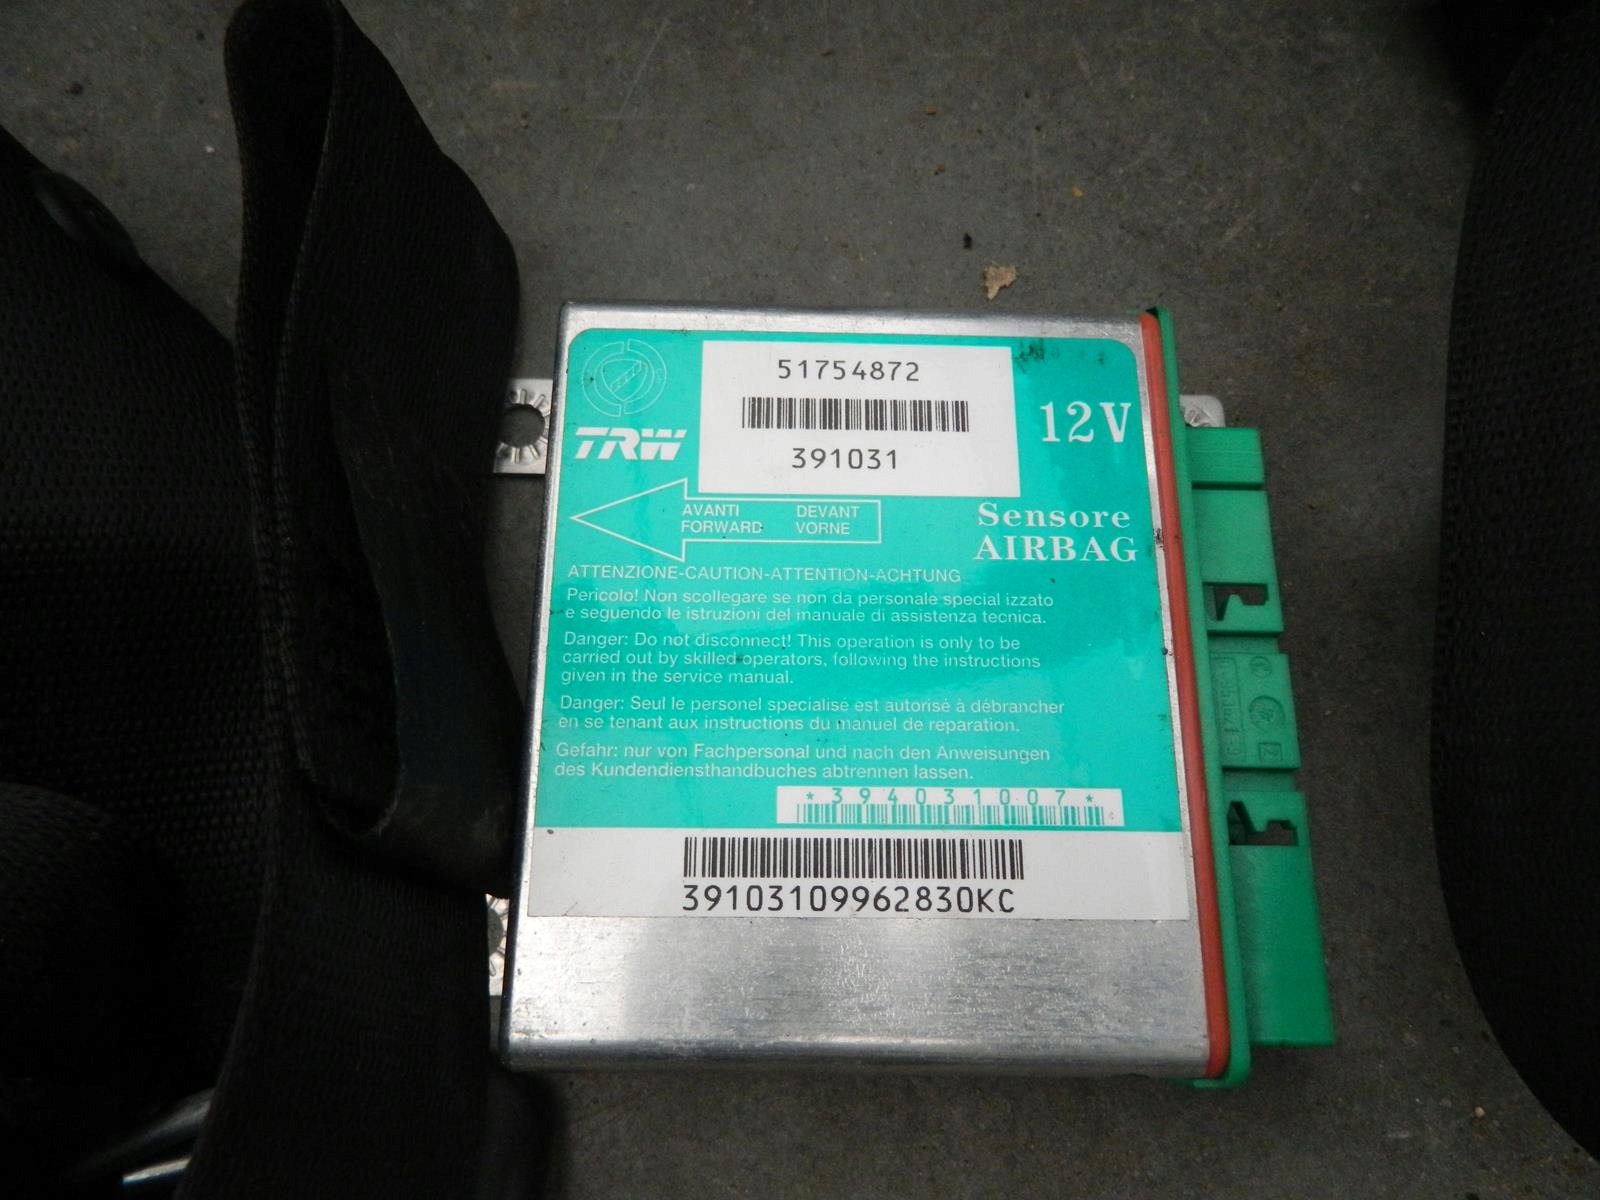 51754872
TRW
391031
12V
AVANTI DEVANT
FORWARD VORNE
Sensore
AIRBAG
ATTENZIONE-CAUTION-ATTENTION-ACHTUNG
Pericolo! Non scollegare se non da personale special izzato
e seguendo le istruzioni del manuale di assistenza tecnica.
Danger: Do not disconnect! This operation is only to be
carried out by skilled operators, following the instructions
given in the service manual.
Danger: Seul le personel specialisé est autorisé à débrancher
en se tenant aux instructions du manuel de reparation.
Gefahr: nur von Fachpersonal und nach den Anweisungen
des Kundendiensthandbuches abtrennen lassen.
*394031007*
39103109962830KC